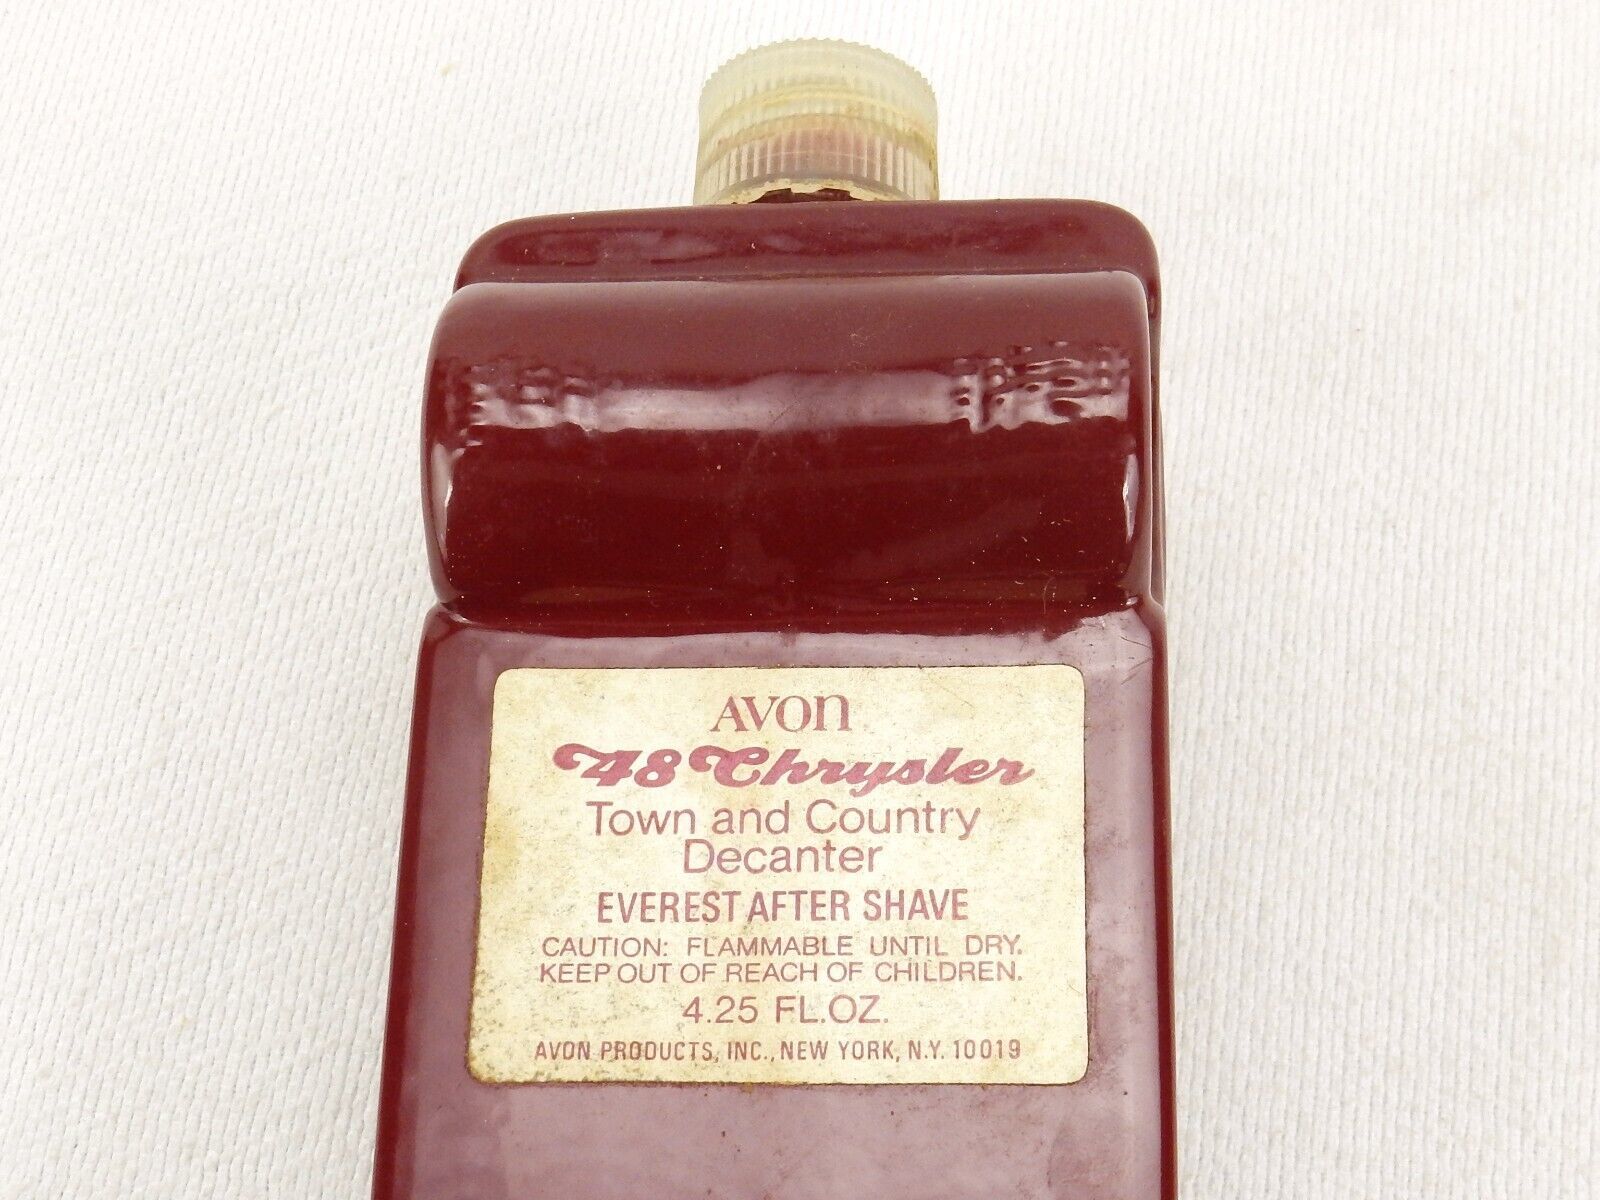 AVON
'48 Chrysler
Town and Country
Decanter
EVEREST AFTER SHAVE
CAUTION: FLAMMABLE UNTIL DRY.
KEEP OUT OF REACH OF CHILDREN.
4.25 FL.OZ.
AVON PRODUCTS, INC., NEW YORK, N.Y. 10019